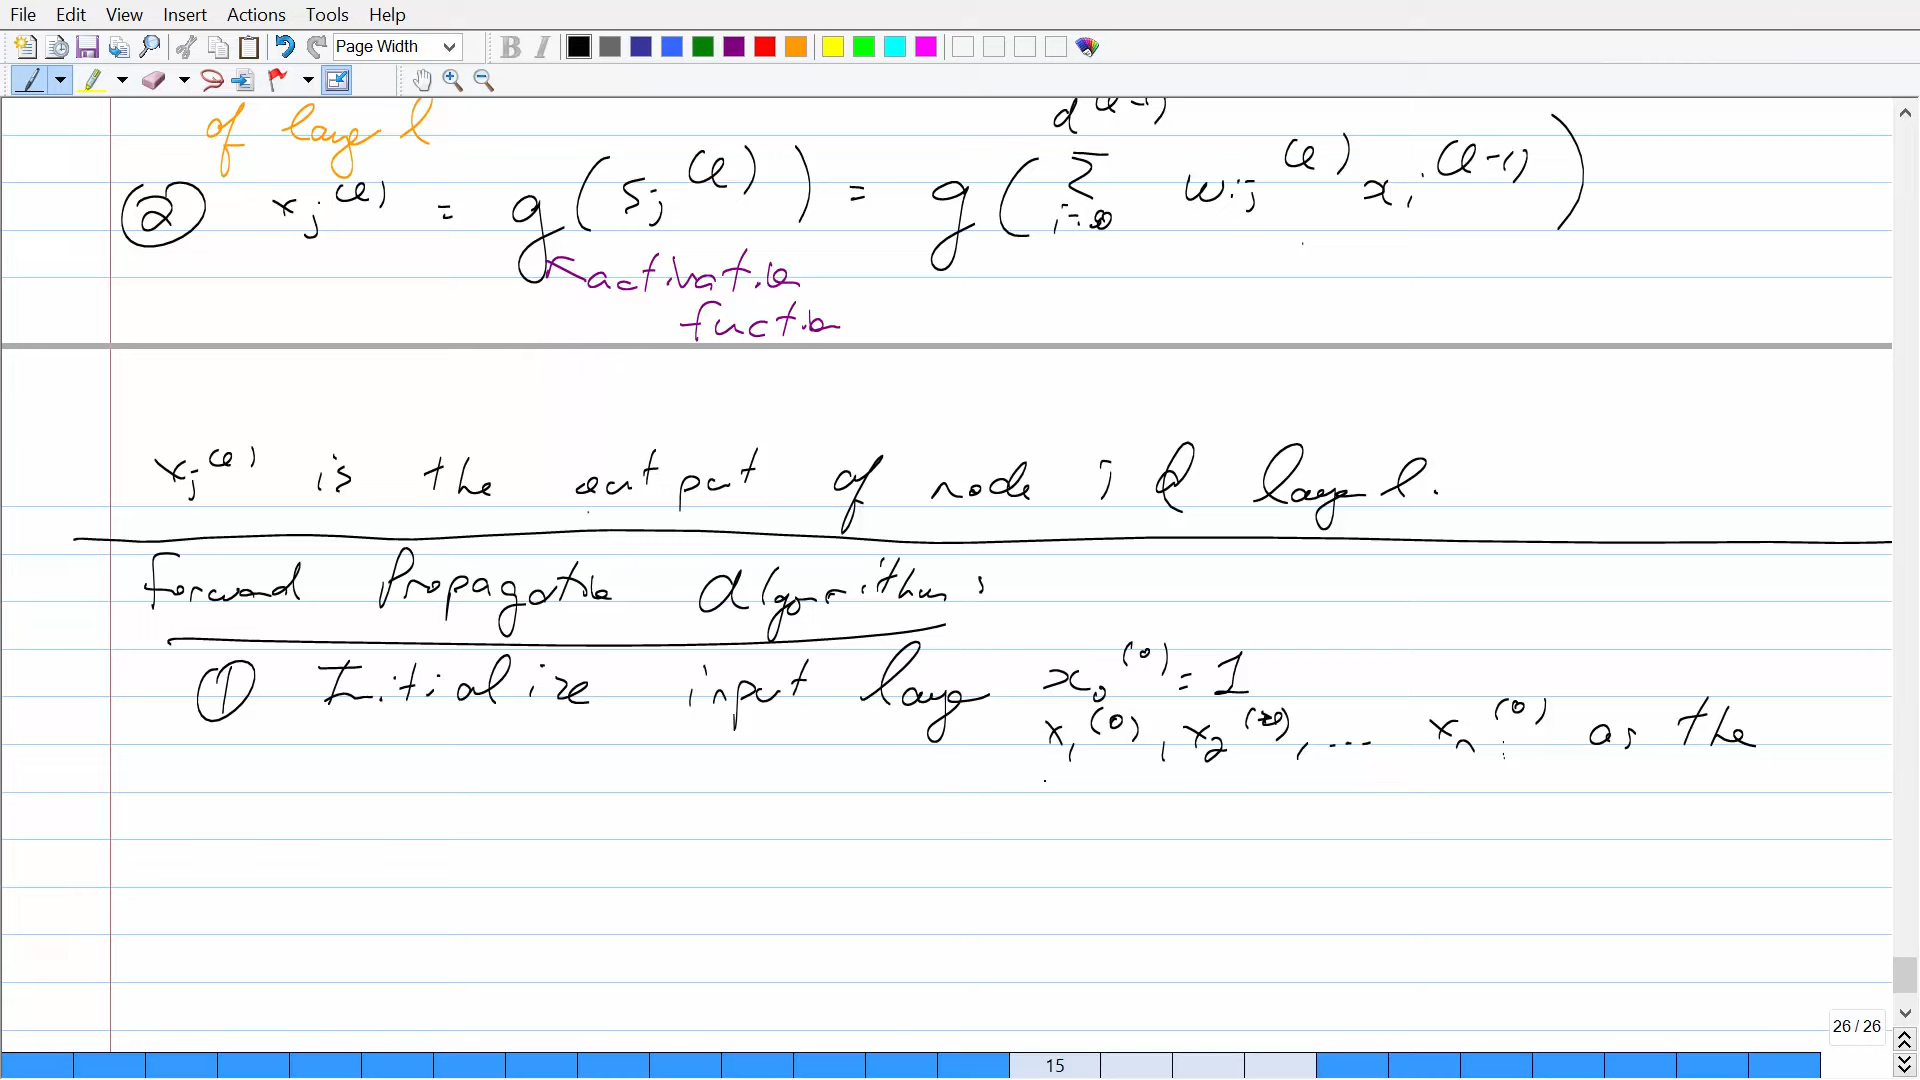 File Edit View Insert Actions Tools Help
Page Width
B I
of layer l
d^(l-1)
② x_j^(l) = g(s_j^(l)) = g(Σ_{i=0} w_ij^(l) x_i^(l-1))
activation
function
x_j^(l) is the output of node j @ layer l.
Forward Propagation Algorithm:
① Initialize input layer x_0^(0) = 1
x_1^(0), x_2^(0), ... x_n^(0) as the
26 / 26
15